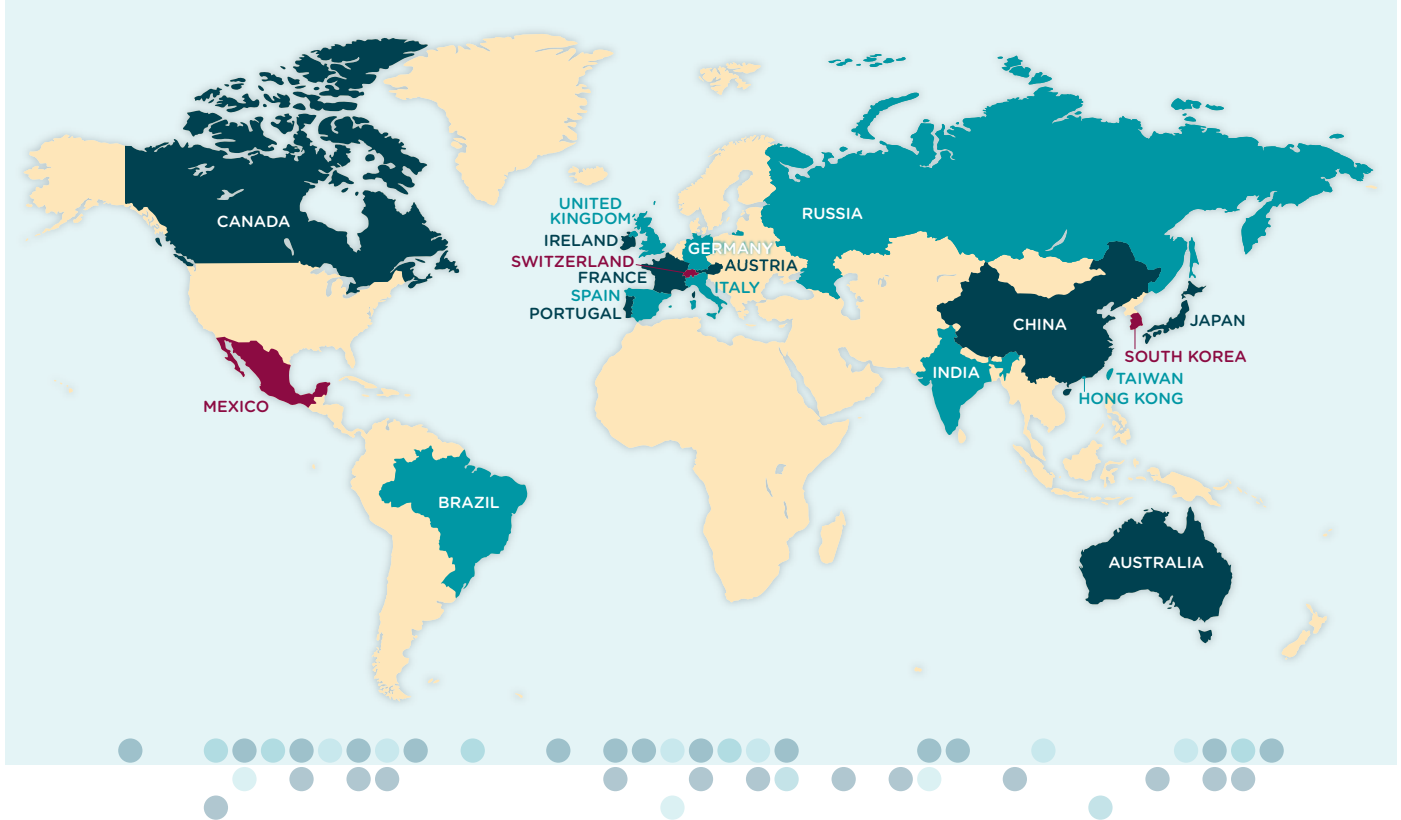 CANADA
UNITED
KINGDOM
RUSSIA
IRELAND
GERMANY
SWITZERLAND
AUSTRIA
FRANCE
ITALY
SPAIN
PORTUGAL
CHINA
JAPAN
SOUTH KOREA
INDIA
TAIWAN
HONG KONG
MEXICO
BRAZIL
AUSTRALIA